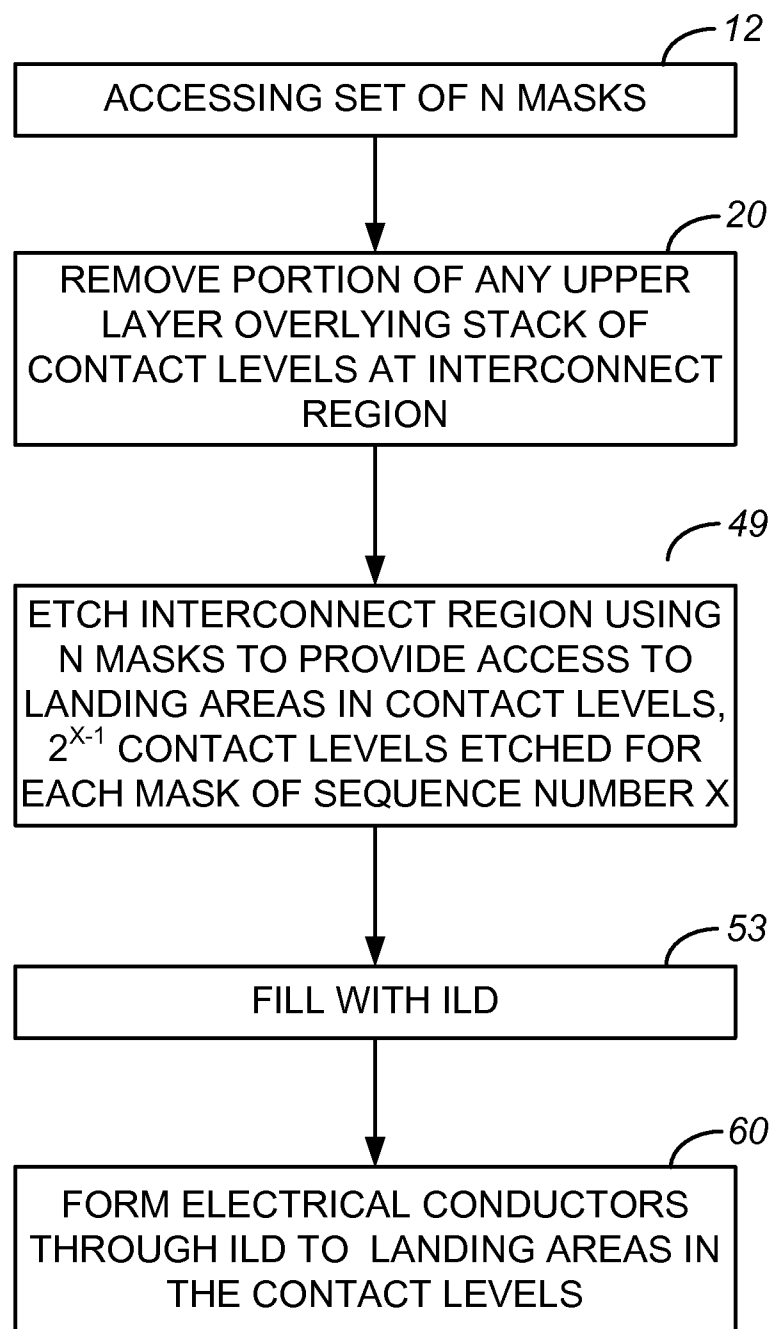 12
ACCESSING SET OF N MASKS
20
REMOVE PORTION OF ANY UPPER
LAYER OVERLYING STACK OF
CONTACT LEVELS AT INTERCONNECT
REGION
49
ETCH INTERCONNECT REGION USING
N MASKS TO PROVIDE ACCESS TO
LANDING AREAS IN CONTACT LEVELS,
2^X-1 CONTACT LEVELS ETCHED FOR
EACH MASK OF SEQUENCE NUMBER X
53
FILL WITH ILD
60
FORM ELECTRICAL CONDUCTORS
THROUGH ILD TO LANDING AREAS IN
THE CONTACT LEVELS